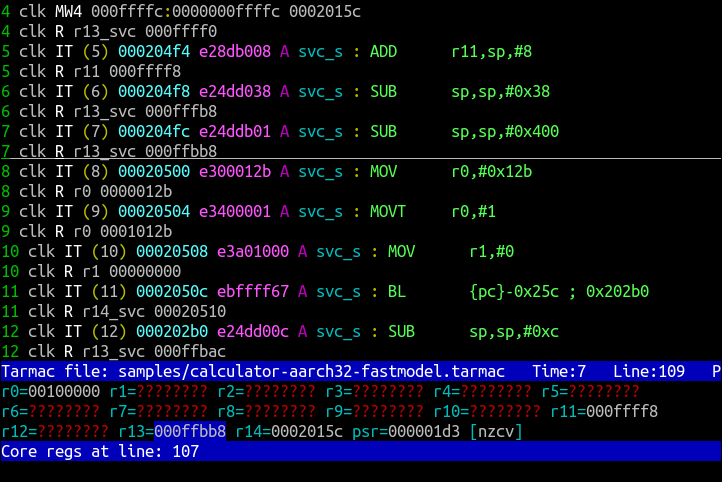 4 clk MW4 000ffffc:0000000ffffc 0002015c
4 clk R r13_svc 000ffff0
5 clk IT (5) 000204f4 e28db008 A svc_s : ADD      r11,sp,#8
5 clk R r11 000ffff8
6 clk IT (6) 000204f8 e24dd038 A svc_s : SUB      sp,sp,#0x38
6 clk R r13_svc 000fffb8
7 clk IT (7) 000204fc e24ddb01 A svc_s : SUB      sp,sp,#0x400
7 clk R r13_svc 000ffbb8
8 clk IT (8) 00020500 e300012b A svc_s : MOV      r0,#0x12b
8 clk R r0 0000012b
9 clk IT (9) 00020504 e3400001 A svc_s : MOVT     r0,#1
9 clk R r0 0001012b
10 clk IT (10) 00020508 e3a01000 A svc_s : MOV      r1,#0
10 clk R r1 00000000
11 clk IT (11) 0002050c ebffff67 A svc_s : BL       {pc}-0x25c ; 0x202b0
11 clk R r14_svc 00020510
12 clk IT (12) 000202b0 e24dd00c A svc_s : SUB      sp,sp,#0xc
12 clk R r13_svc 000ffbac
Tarmac file: samples/calculator-aarch32-fastmodel.tarmac   Time:7   Line:109   P
r0=00100000 r1=???????? r2=???????? r3=???????? r4=???????? r5=????????
r6=???????? r7=???????? r8=???????? r9=???????? r10=???????? r11=000ffff8
r12=???????? r13=000ffbb8 r14=0002015c psr=000001d3 [nzcv]
Core regs at line: 107